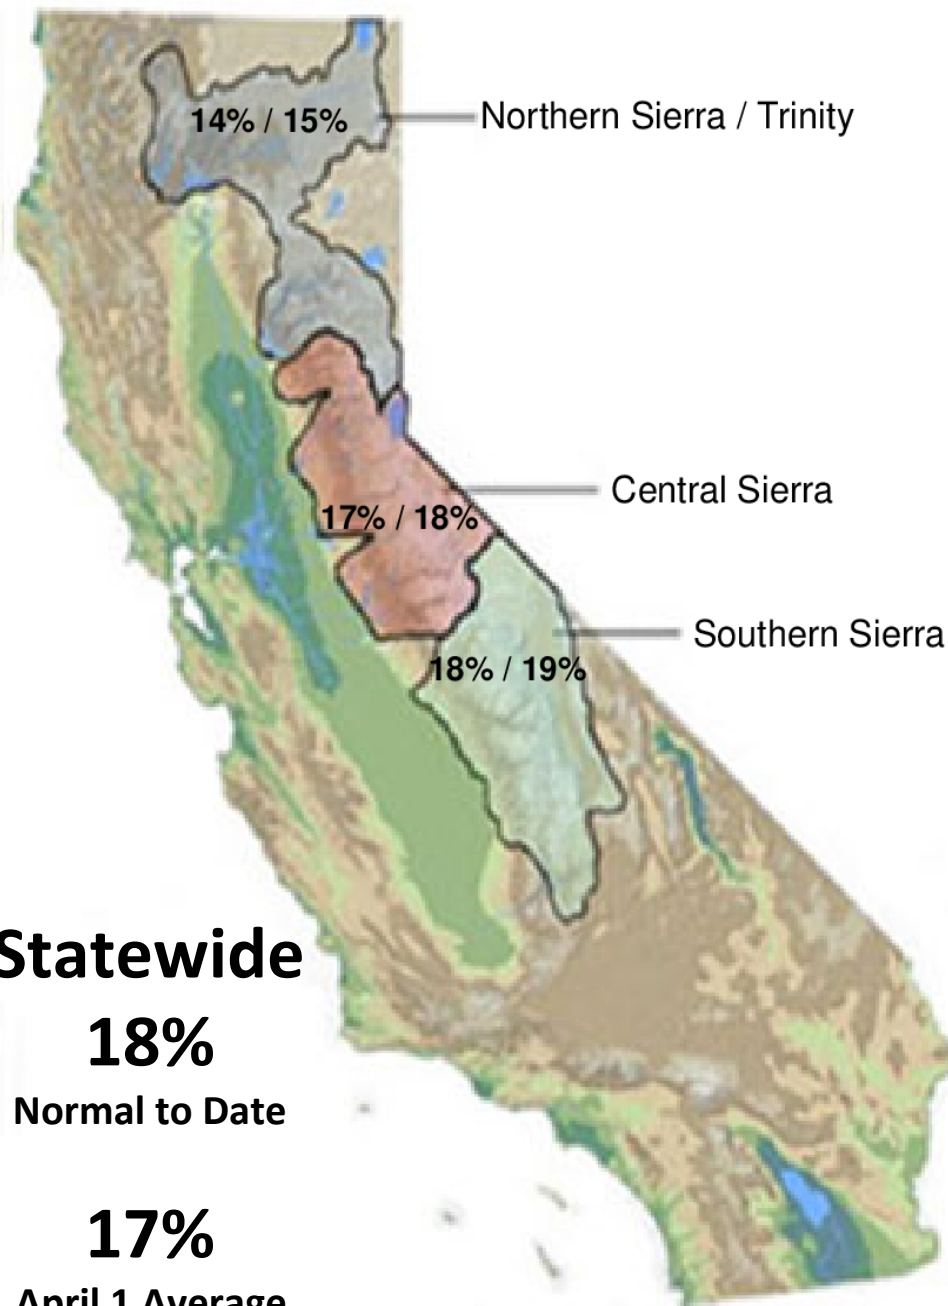 14% / 15%
Northern Sierra / Trinity
Central Sierra
17% / 18%
Southern Sierra
18% / 19%
Statewide
18%
Normal to Date
17%
April 1 Average